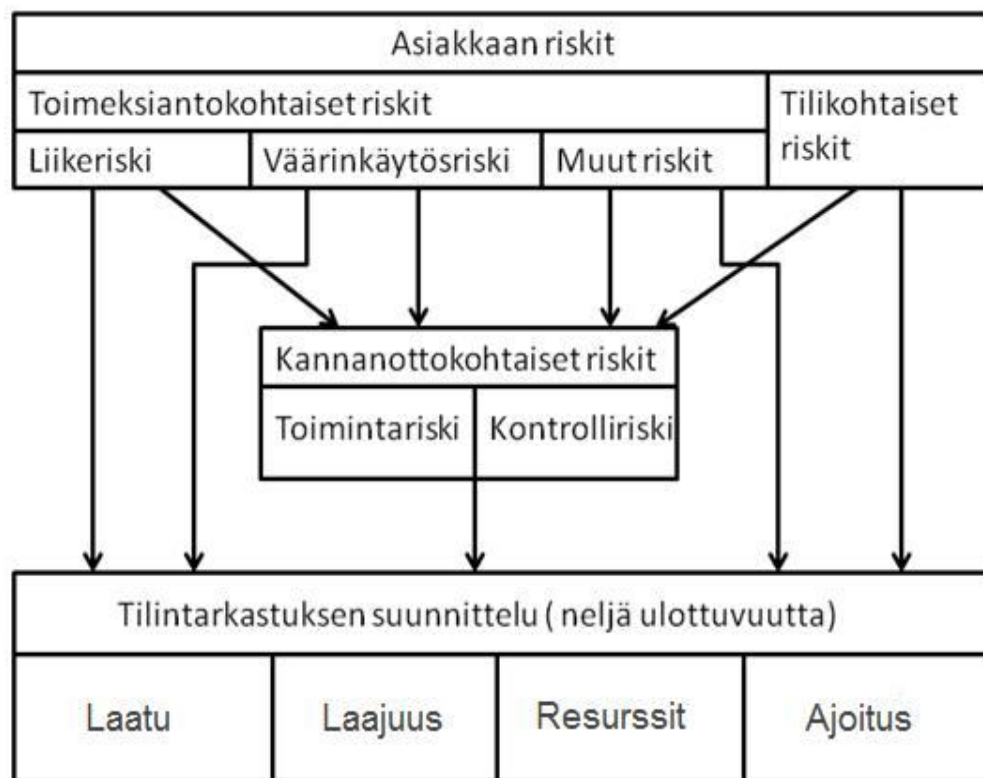 Asiakkaan riskit
Toimeksiantokohtaiset riskit
Tilikohtaiset
riskit
Liikeriski
Väärinkäytösriski
Muut riskit
Kannanottokohtaiset riskit
Toimintariski
Kontrolliriski
Tilintarkastuksen suunnittelu ( neljä ulottuvuutta)
Laatu
Laajuus
Resurssit
Ajoitus